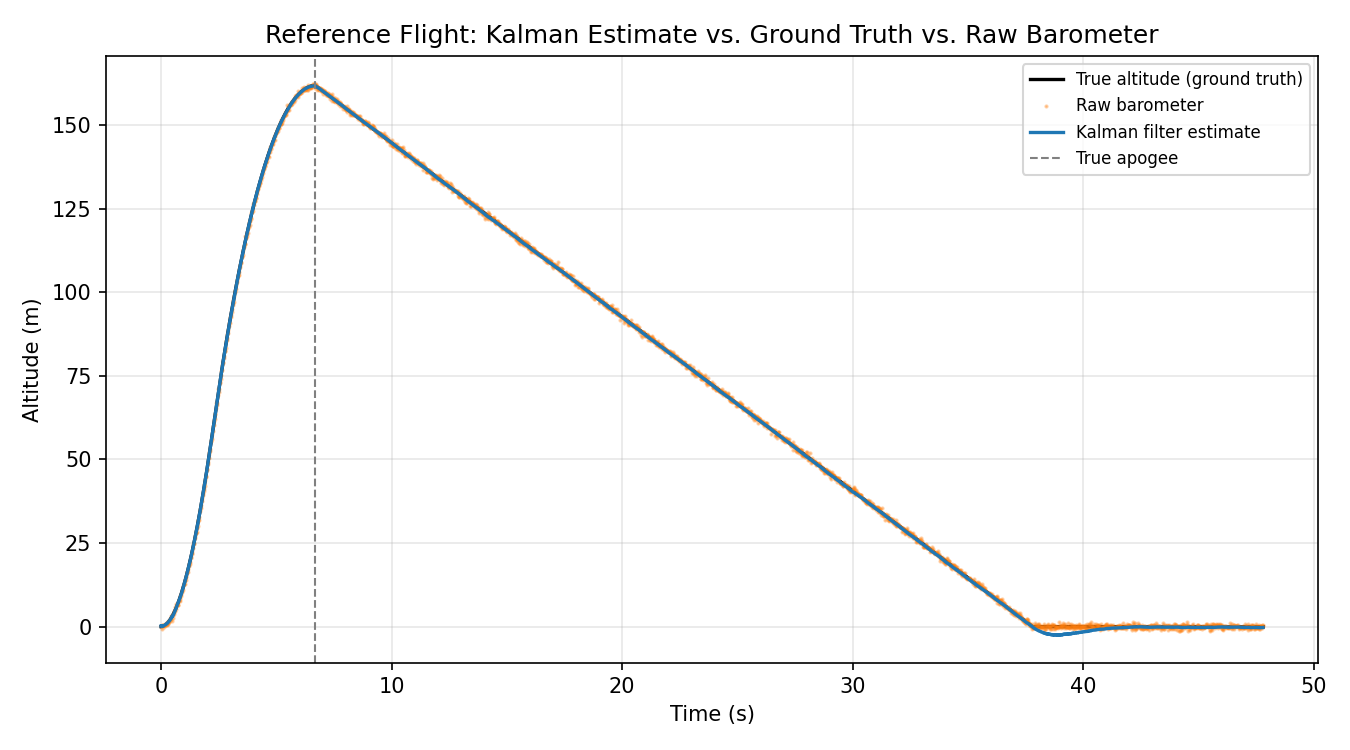 Reference Flight: Kalman Estimate vs. Ground Truth vs. Raw Barometer
True altitude (ground truth)
Raw barometer
Kalman filter estimate
True apogee
Altitude (m)
150
125
100
75
50
25
0
0 10 20 30 40 50
Time (s)